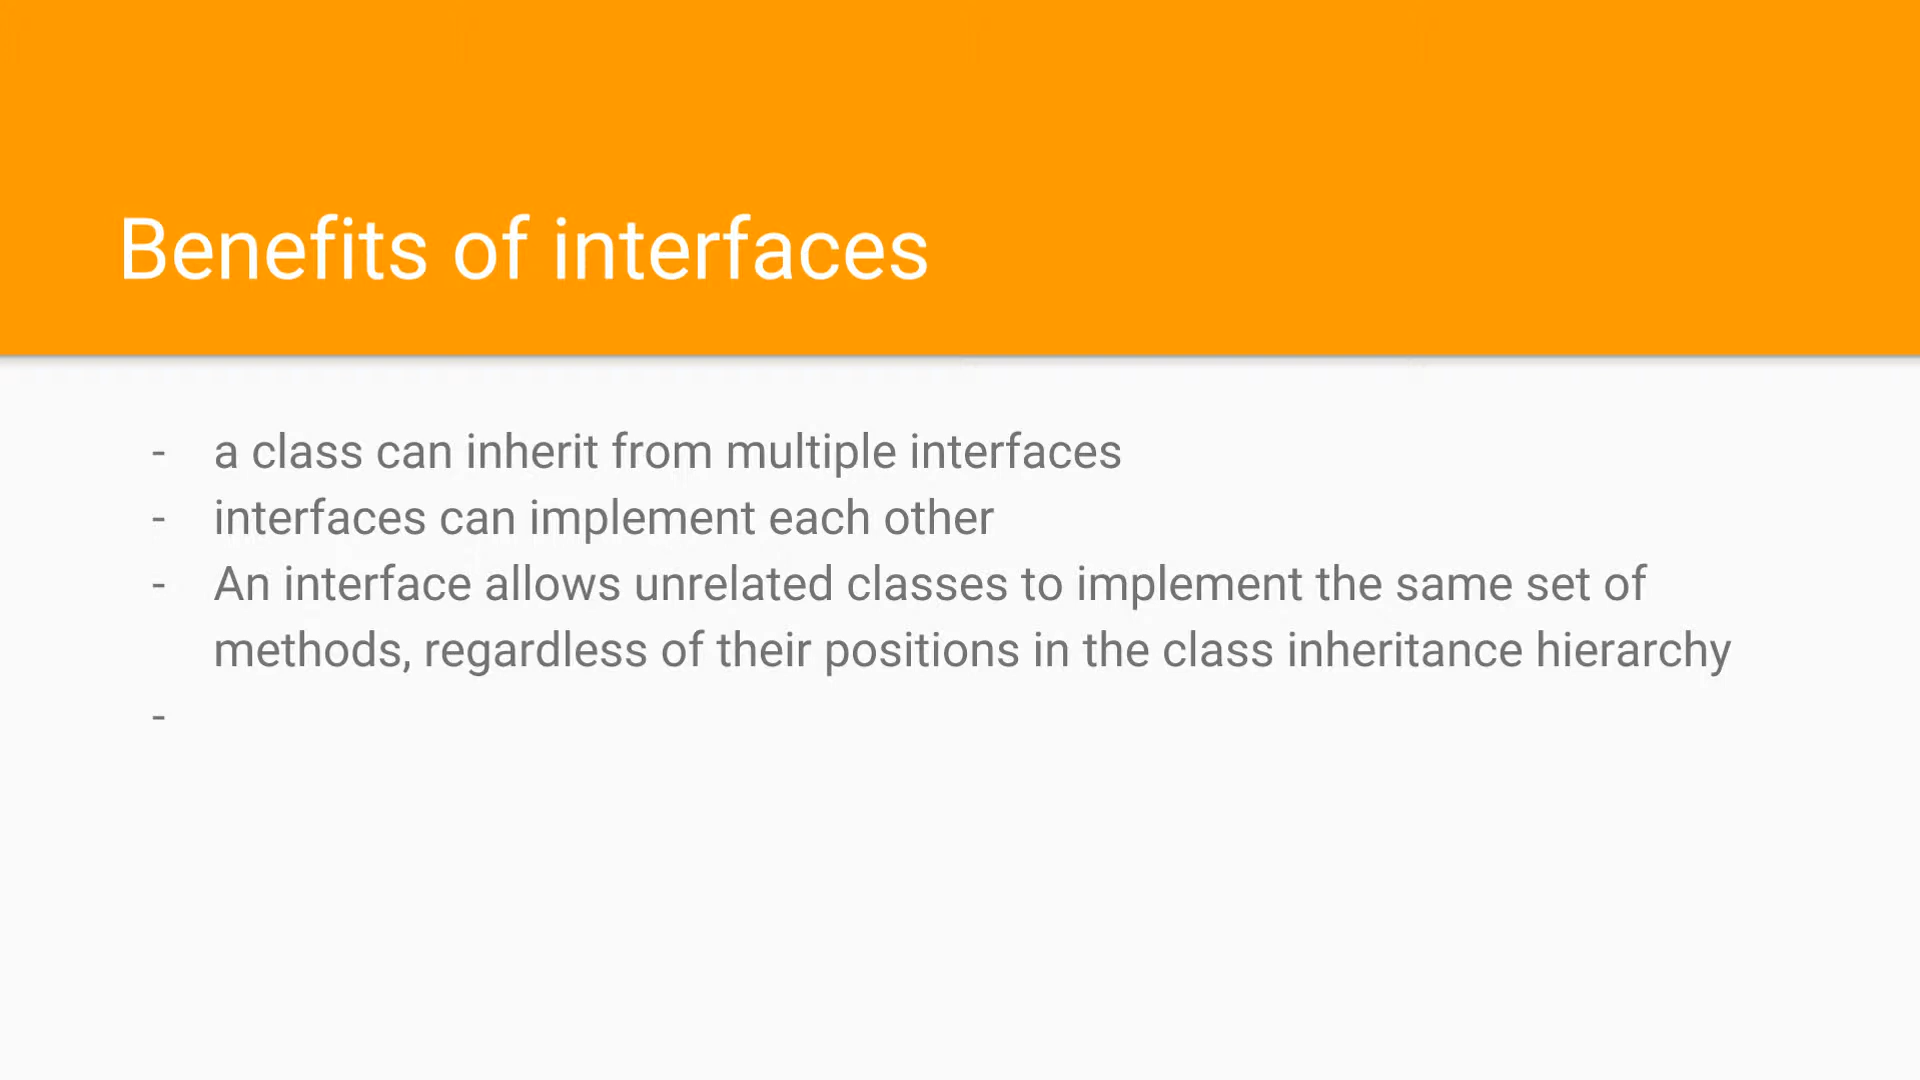 Benefits of interfaces
- a class can inherit from multiple interfaces
- interfaces can implement each other
- An interface allows unrelated classes to implement the same set of
methods, regardless of their positions in the class inheritance hierarchy
-